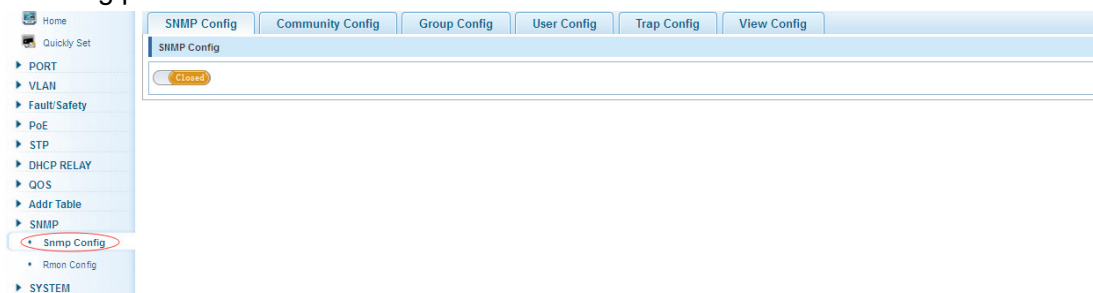 Home
Quickly Set
PORT
VLAN
Fault/Safety
PoE
STP
DHCP RELAY
QOS
Addr Table
SNMP
Snmp Config
Rmon Config
SYSTEM
SNMP Config Community Config Group Config User Config Trap Config View Config
SNMP Config
Closed